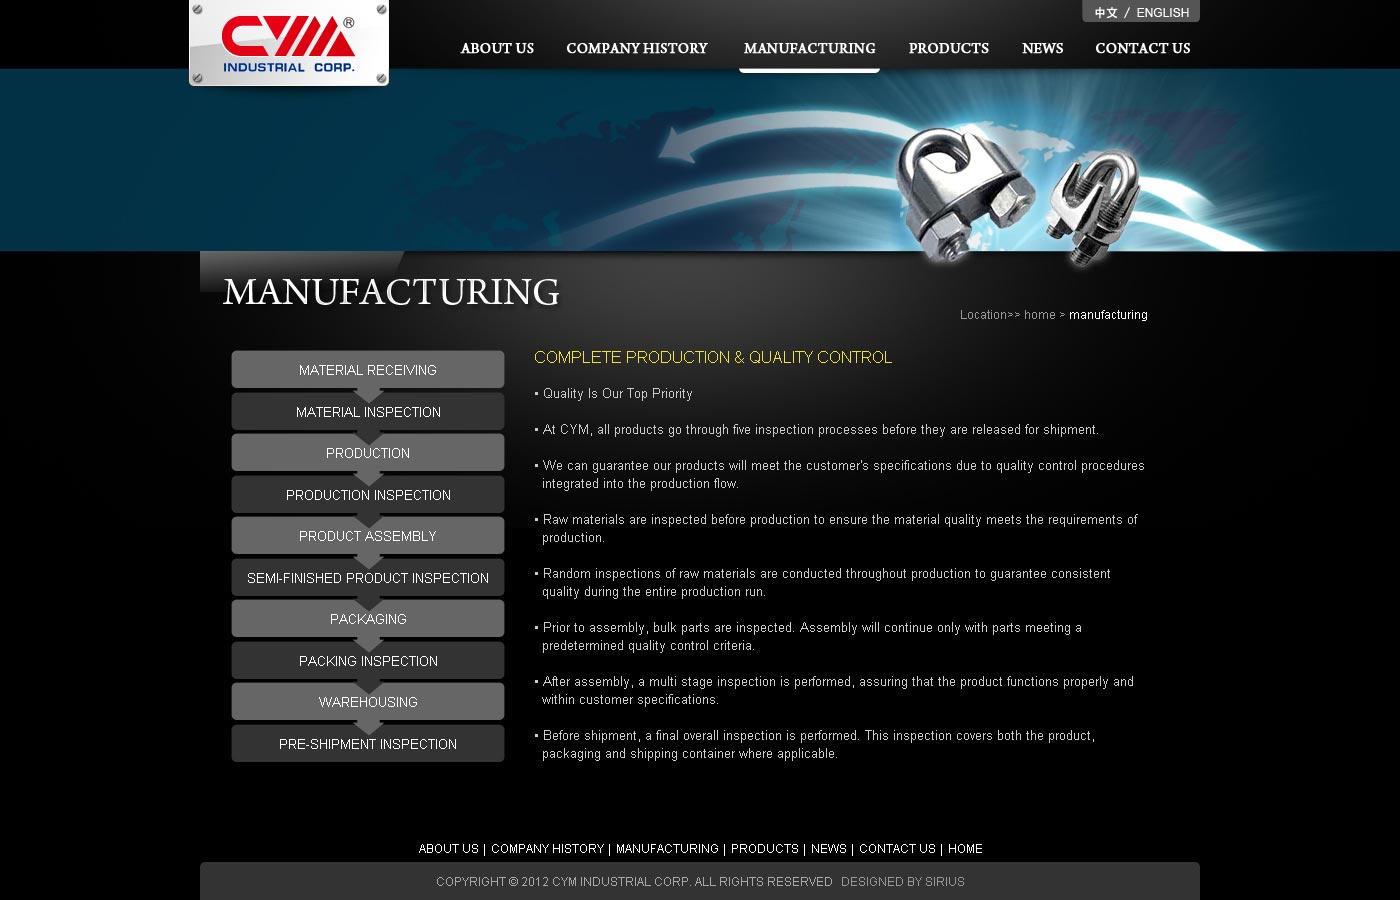 CYM®
INDUSTRIAL CORP.
中文 / ENGLISH
ABOUT US COMPANY HISTORY MANUFACTURING PRODUCTS NEWS CONTACT US
MANUFACTURING
Location>> home > manufacturing
MATERIAL RECEIVING
MATERIAL INSPECTION
PRODUCTION
PRODUCTION INSPECTION
PRODUCT ASSEMBLY
SEMI-FINISHED PRODUCT INSPECTION
PACKAGING
PACKING INSPECTION
WAREHOUSING
PRE-SHIPMENT INSPECTION
COMPLETE PRODUCTION & QUALITY CONTROL
▪ Quality Is Our Top Priority
▪ At CYM, all products go through five inspection processes before they are released for shipment.
▪ We can guarantee our products will meet the customer's specifications due to quality control procedures
integrated into the production flow.
▪ Raw materials are inspected before production to ensure the material quality meets the requirements of
production.
▪ Random inspections of raw materials are conducted throughout production to guarantee consistent
quality during the entire production run.
▪ Prior to assembly, bulk parts are inspected. Assembly will continue only with parts meeting a
predetermined quality control criteria.
▪ After assembly, a multi stage inspection is performed, assuring that the product functions properly and
within customer specifications.
▪ Before shipment, a final overall inspection is performed. This inspection covers both the product,
packaging and shipping container where applicable.
ABOUT US | COMPANY HISTORY | MANUFACTURING | PRODUCTS | NEWS | CONTACT US | HOME
COPYRIGHT © 2012 CYM INDUSTRIAL CORP. ALL RIGHTS RESERVED DESIGNED BY SIRIUS